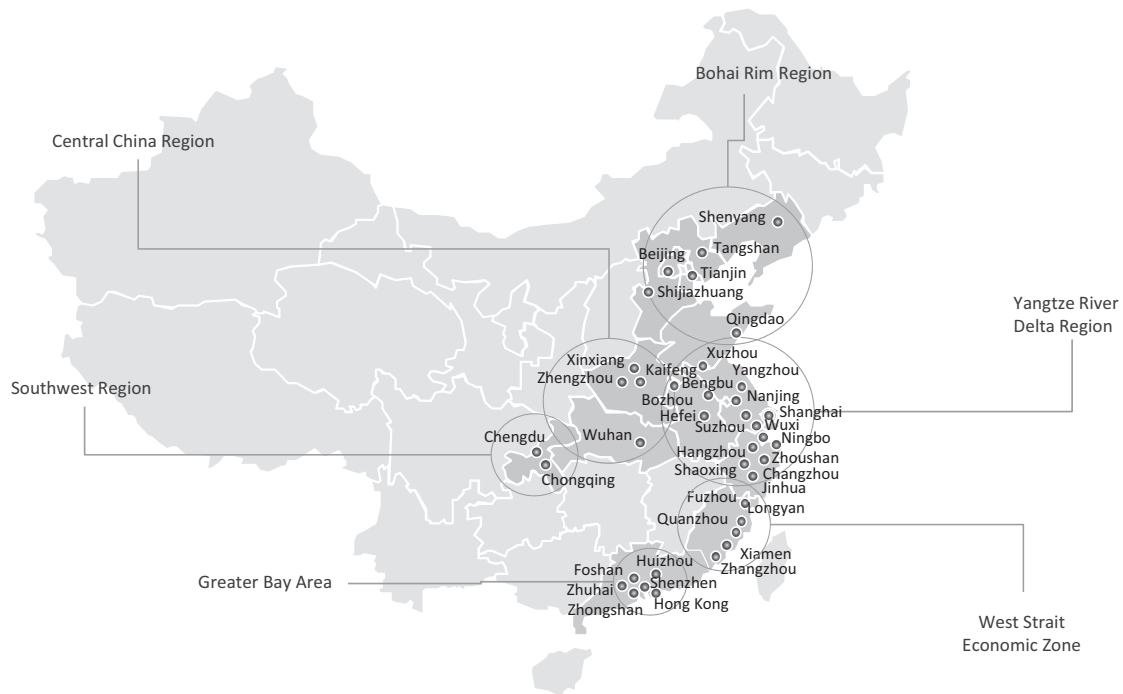 Bohai Rim Region
Central China Region
Shenyang
Tangshan
Beijing
Tianjin
Shijiazhuang
Yangtze River
Delta Region
Qingdao
Xuzhou
Xinxiang
Kaifeng
Yangzhou
Zhengzhou
Bengbu
Southwest Region
Bozhou
Nanjing
Hefei
Shanghai
Suzhou
Wuxi
Chengdu
Wuhan
Ningbo
Hangzhou
Zhoushan
Shaoxing
Changzhou
Chongqing
Jinhua
Fuzhou
Longyan
Quanzhou
Xiamen
Huizhou
Zhangzhou
Foshan
Greater Bay Area
Shenzhen
Zhuhai
Hong Kong
Zhongshan
West Strait
Economic Zone